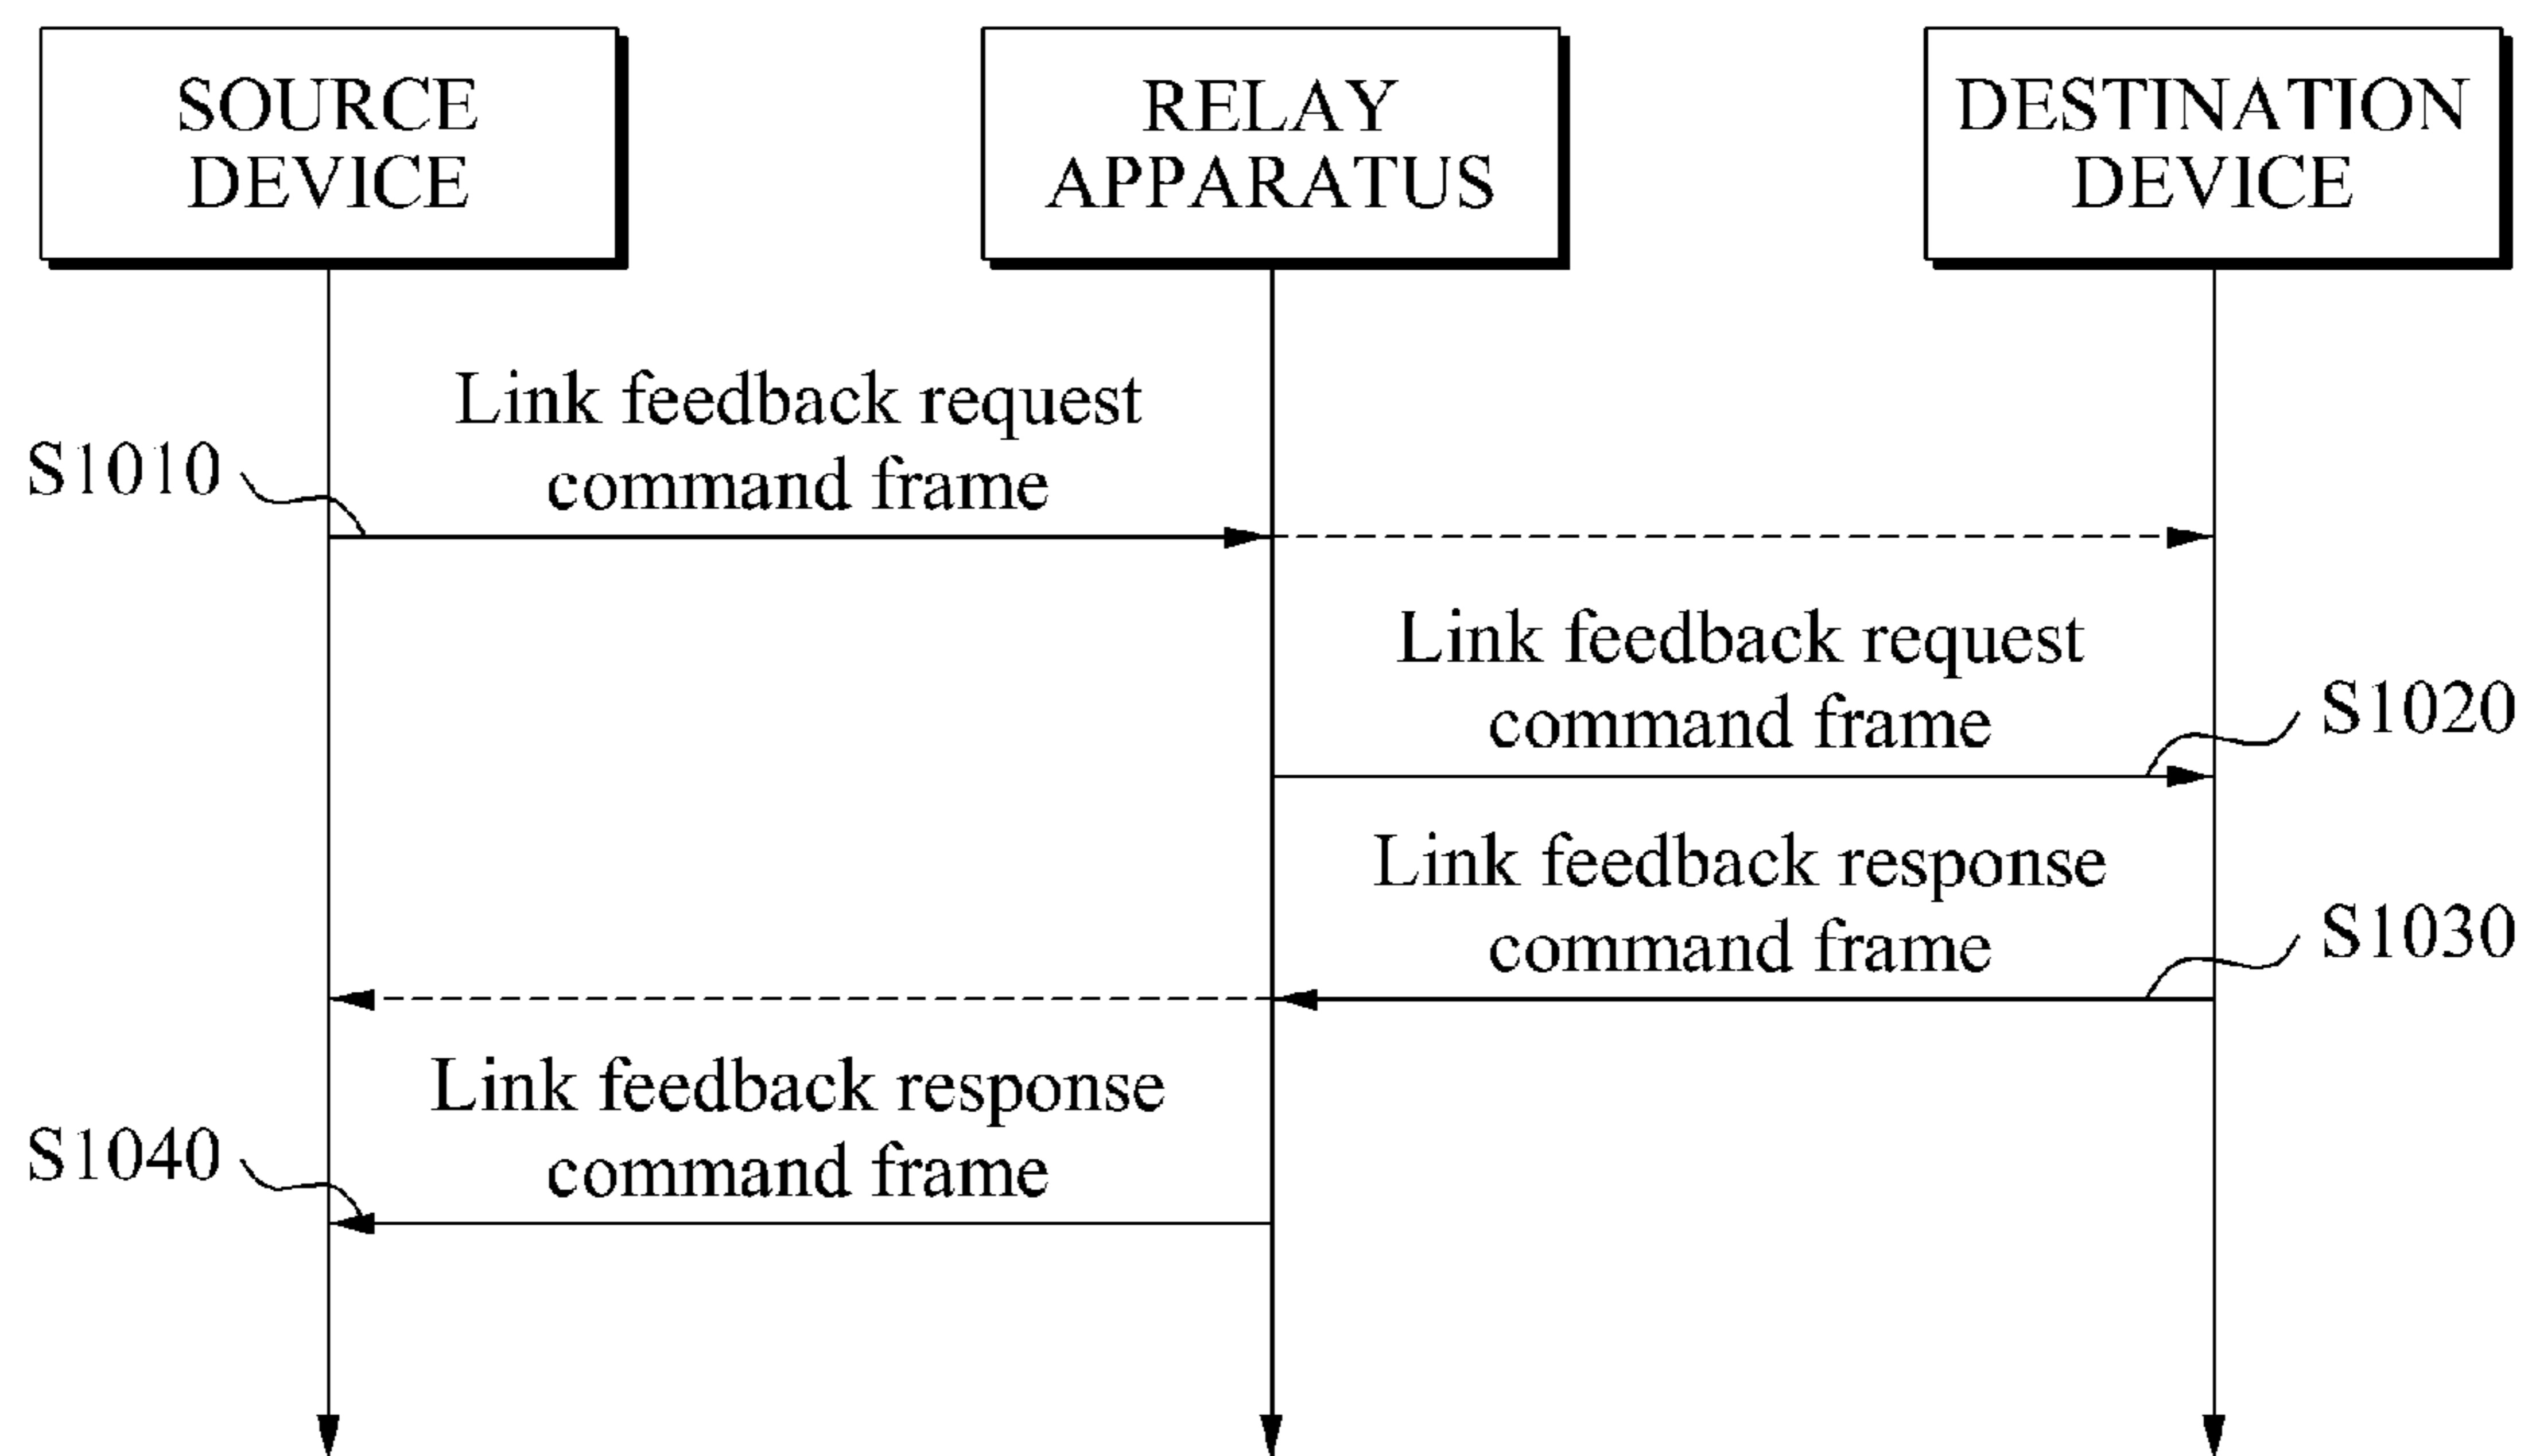 SOURCE
DEVICE
RELAY
APPARATUS
DESTINATION
DEVICE
Link feedback request
command frame
S1010
Link feedback request
command frame
S1020
Link feedback response
command frame
S1030
Link feedback response
command frame
S1040